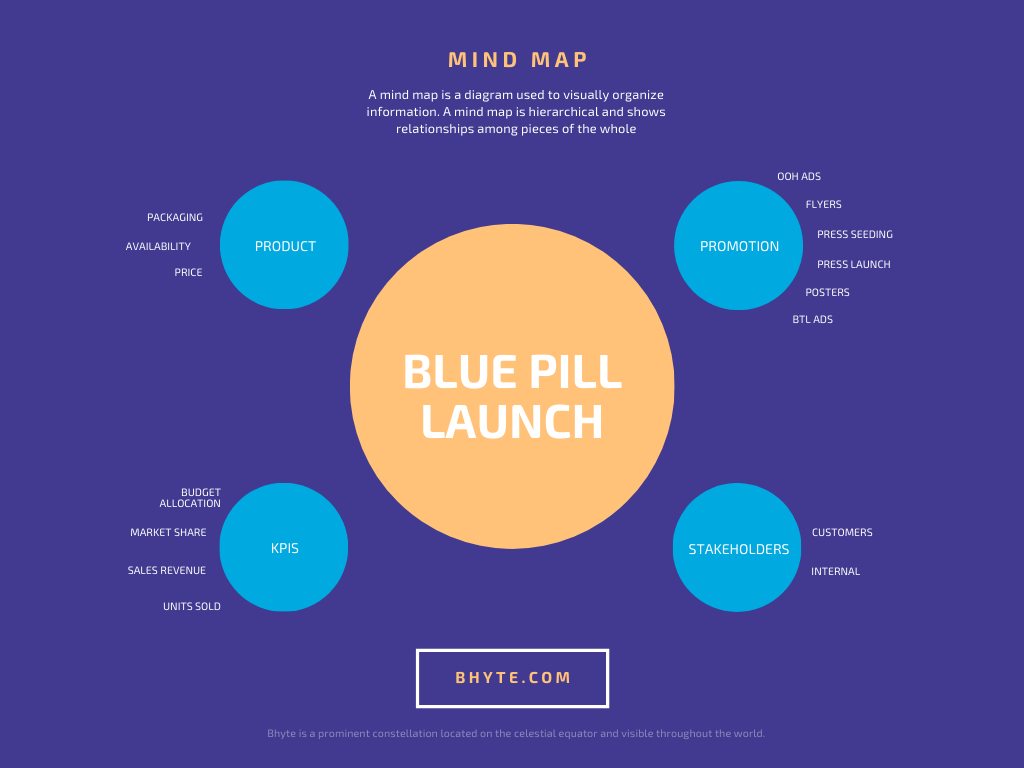 MIND MAP
A mind map is a diagram used to visually organize
information. A mind map is hierarchical and shows
relationships among pieces of the whole
PACKAGING
AVAILABILITY
PRICE
PRODUCT
PROMOTION
OOH ADS
FLYERS
PRESS SEEDING
PRESS LAUNCH
POSTERS
BTL ADS
BLUE PILL
LAUNCH
BUDGET
ALLOCATION
MARKET SHARE
SALES REVENUE
UNITS SOLD
KPIS
STAKEHOLDERS
CUSTOMERS
INTERNAL
BHYTE.COM
Bhyte is a prominent constellation located on the celestial equator and visible throughout the world.